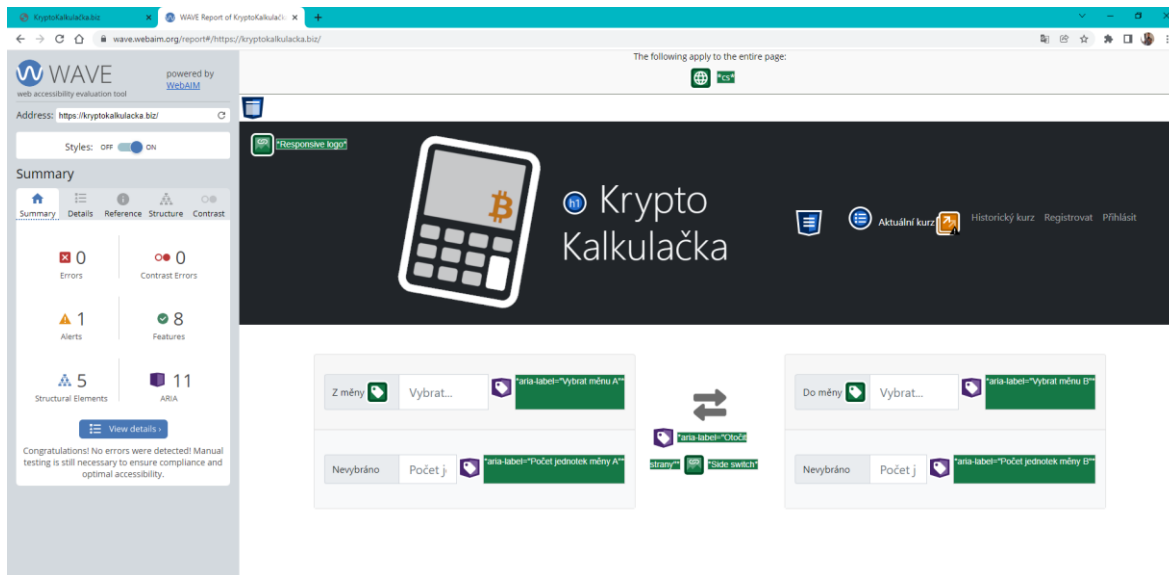 KryptoKalkulačka.biz
WAVE Report of KryptoKalkulačk
wave.webaim.org/report#/https://kryptokalkulacka.biz/
WAVE
powered by
WebAIM
web accessibility evaluation tool
Address: https://kryptokalkulacka.biz/
Styles: OFF ON
Summary
Summary Details Reference Structure Contrast
0 0
Errors Contrast Errors
1 8
Alerts Features
5 11
Structural Elements ARIA
View details ›
Congratulations! No errors were detected! Manual
testing is still necessary to ensure compliance and
optimal accessibility.
The following apply to the entire page:
*cs*
*Responsive logo*
h1 Krypto
Kalkulačka
Aktuální kurz Historický kurz Registrovat Přihlásit
Z měny Vybrat... *aria-label="Vybrat měnu A"*
Nevybráno Počet j *aria-label="Počet jednotek měny A"*
*aria-label="Otočit
strany"* *Side switch*
Do měny Vybrat... *aria-label="Vybrat měnu B"*
Nevybráno Počet j *aria-label="Počet jednotek měny B"*